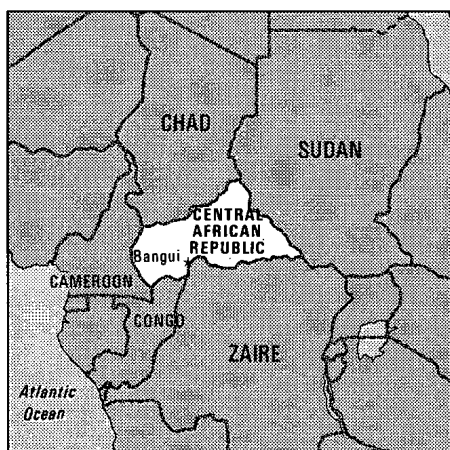 CHAD
SUDAN
CENTRAL
AFRICAN
REPUBLIC
Bangui
CAMEROON
CONGO
ZAIRE
Atlantic
Ocean